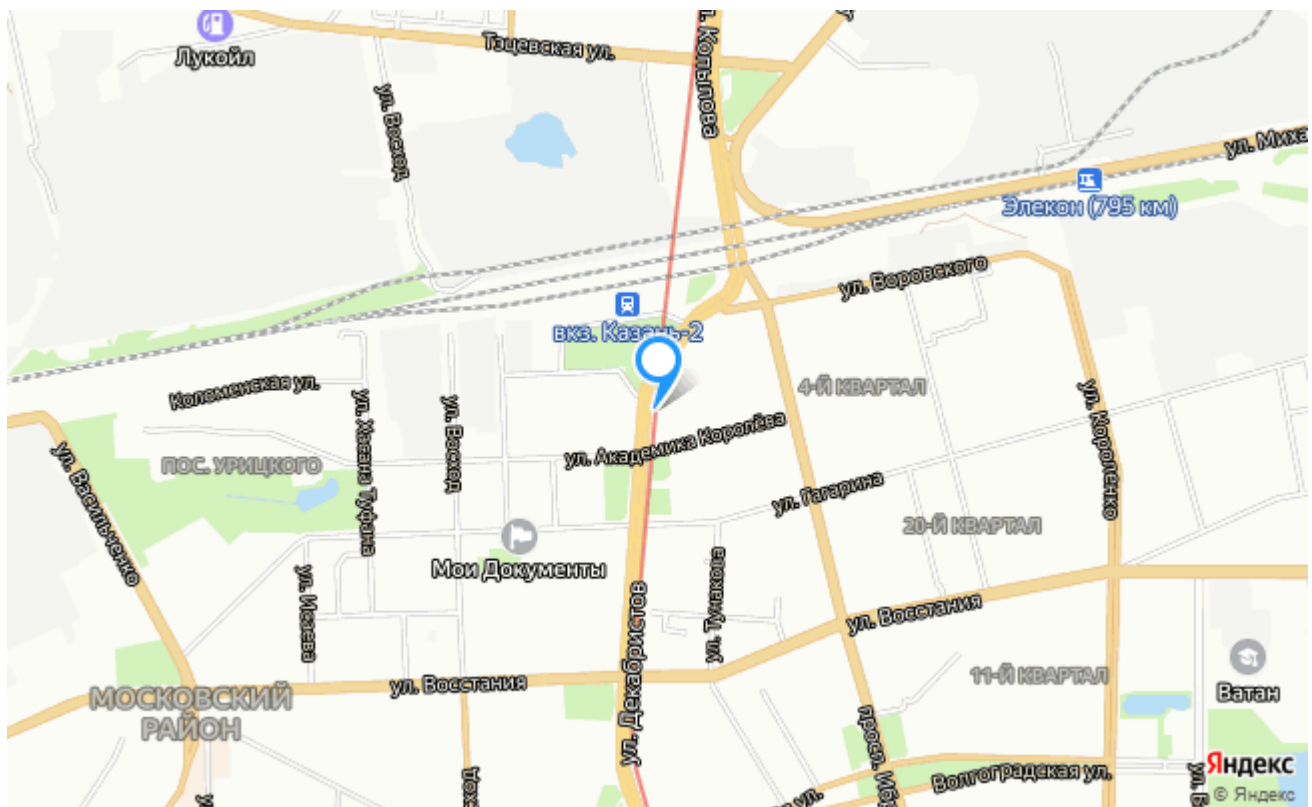 Лукойл
Тэцевская ул.
л. Копылова
ул. Восход
ул. Миха
Элекон (795 км)
ул. Воровского
вкз. Казань-2
4-Й КВАРТАЛ
Коломенская ул.
ул. Хасана Туфана
ул. Восход
ул. Академика Королёва
ул. Короленко
ул. Васильченко
ПОС. УРИЦКОГО
ул. Гагарина
20-Й КВАРТАЛ
Мои Документы
ул. Исаева
ул. Тунакова
ул. Декабристов
ул. Восстания
ул. Восстания
11-Й КВАРТАЛ
Ватан
МОСКОВСКИЙ
РАЙОН
просп. Иб
Волгоградская ул.
Яндекс
© Яндекс